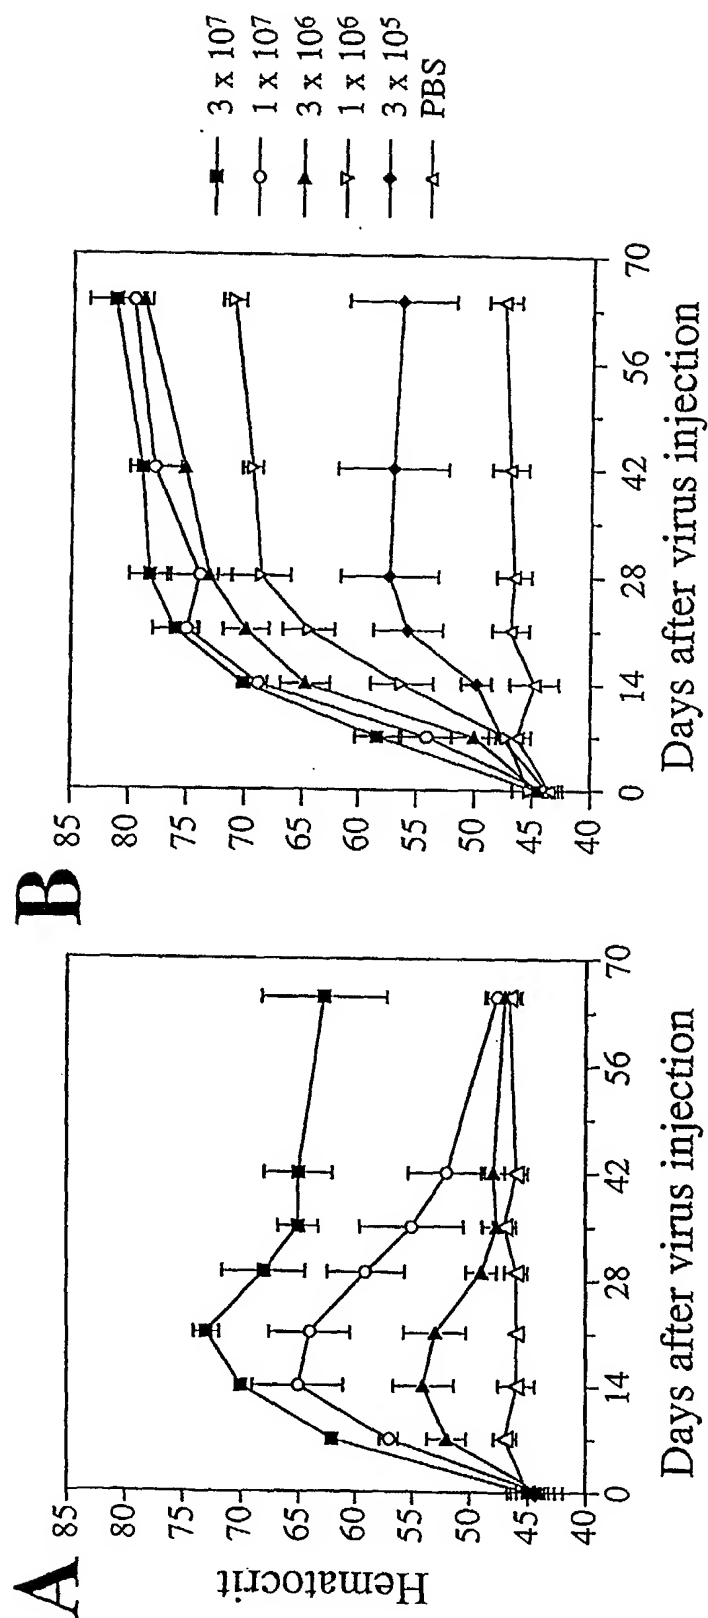 A
Hematocrit
85
80
75
70
65
60
55
50
45
40
0
14
28
42
56
70
Days after virus injection
B
85
80
75
70
65
60
55
50
45
40
0
14
28
42
56
70
Days after virus injection
3 x 10⁷
1 x 10⁷
3 x 10⁶
1 x 10⁶
3 x 10⁵
PBS